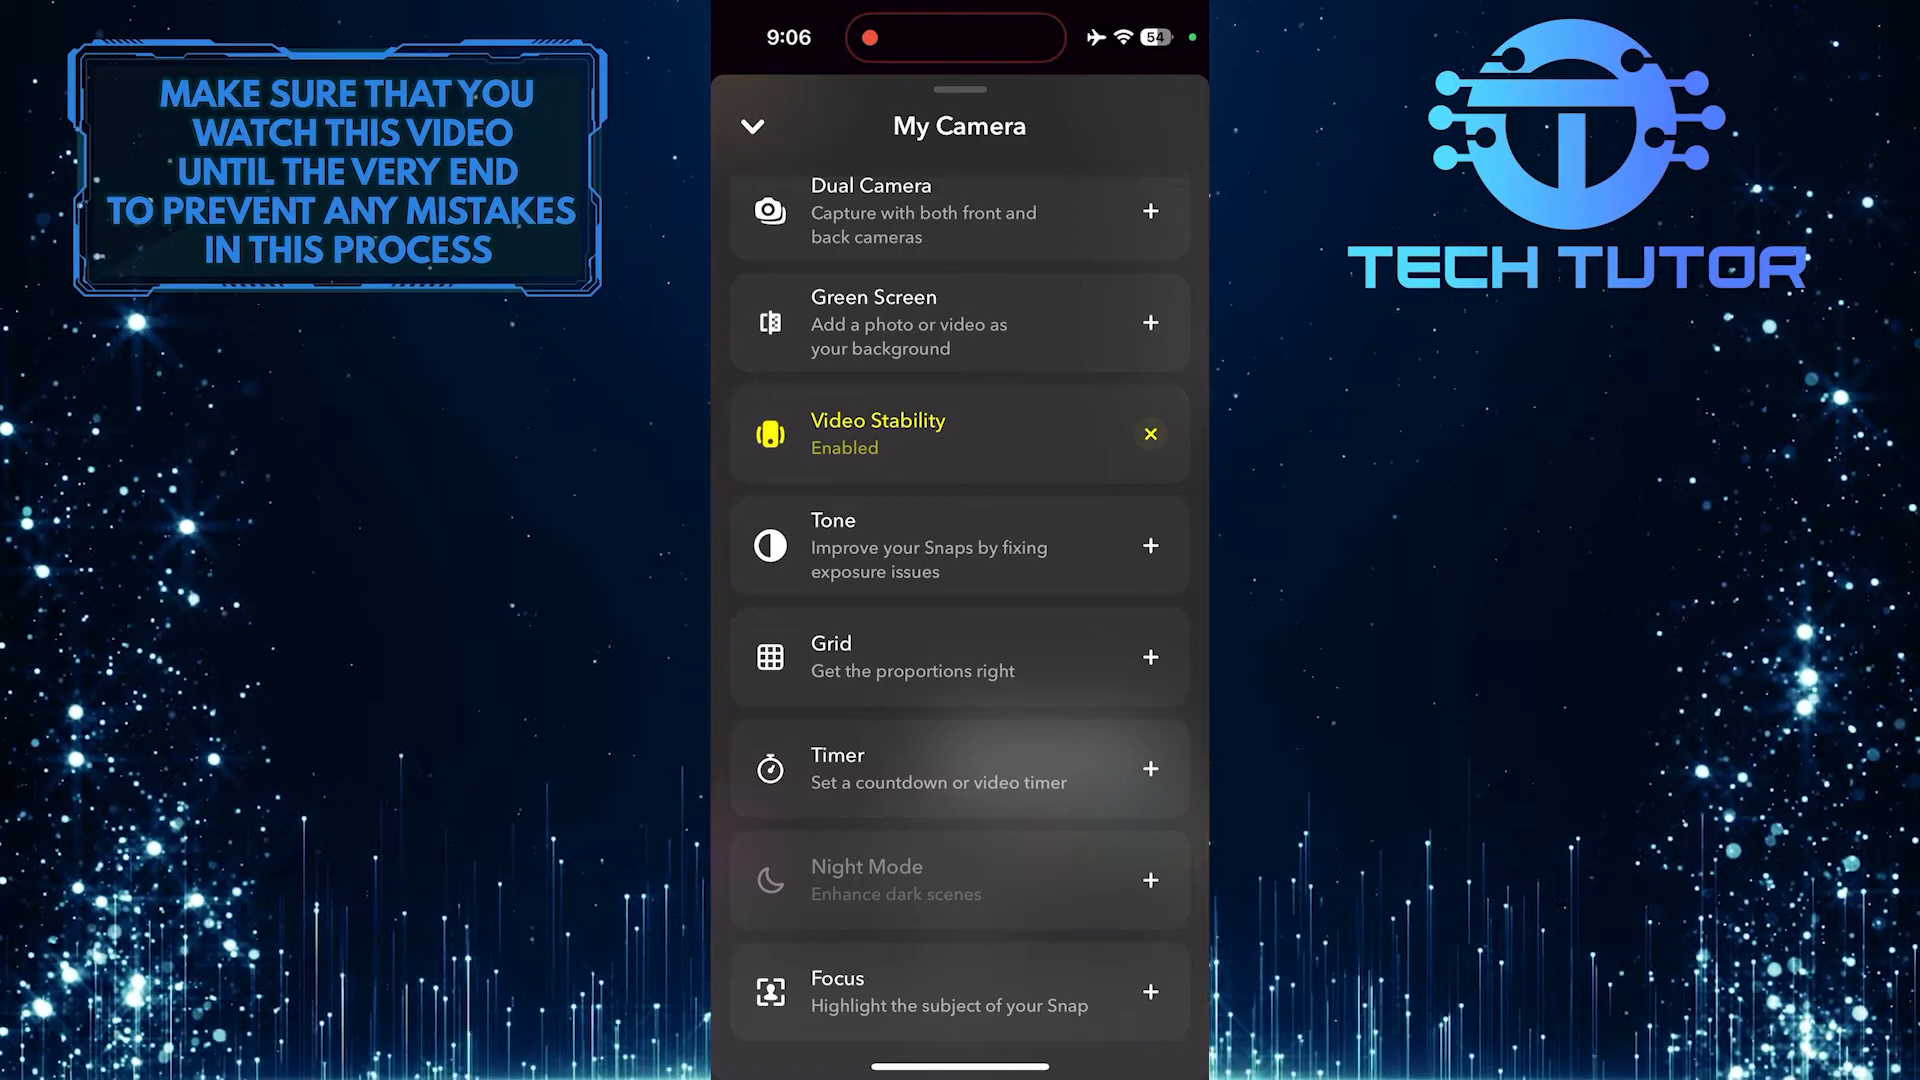 MAKE SURE THAT YOU
WATCH THIS VIDEO
UNTIL THE VERY END
TO PREVENT ANY MISTAKES
IN THIS PROCESS
9:06
54
My Camera
Dual Camera
Capture with both front and
back cameras
Green Screen
Add a photo or video as
your background
Video Stability
Enabled
Tone
Improve your Snaps by fixing
exposure issues
Grid
Get the proportions right
Timer
Set a countdown or video timer
Night Mode
Enhance dark scenes
Focus
Highlight the subject of your Snap
TECH TUTOR